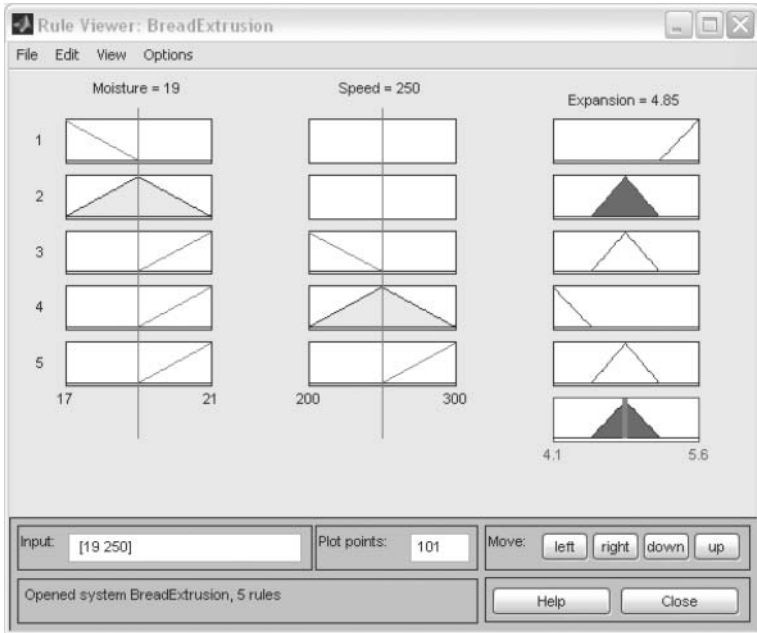 Rule Viewer: BreadExtrusion
File Edit View Options
Moisture = 19 Speed = 250 Expansion = 4.85
1
2
3
4
5
17 21 200 300
4.1 5.6
Input: [19 250] Plot points: 101 Move: left right down up
Opened system BreadExtrusion, 5 rules Help Close